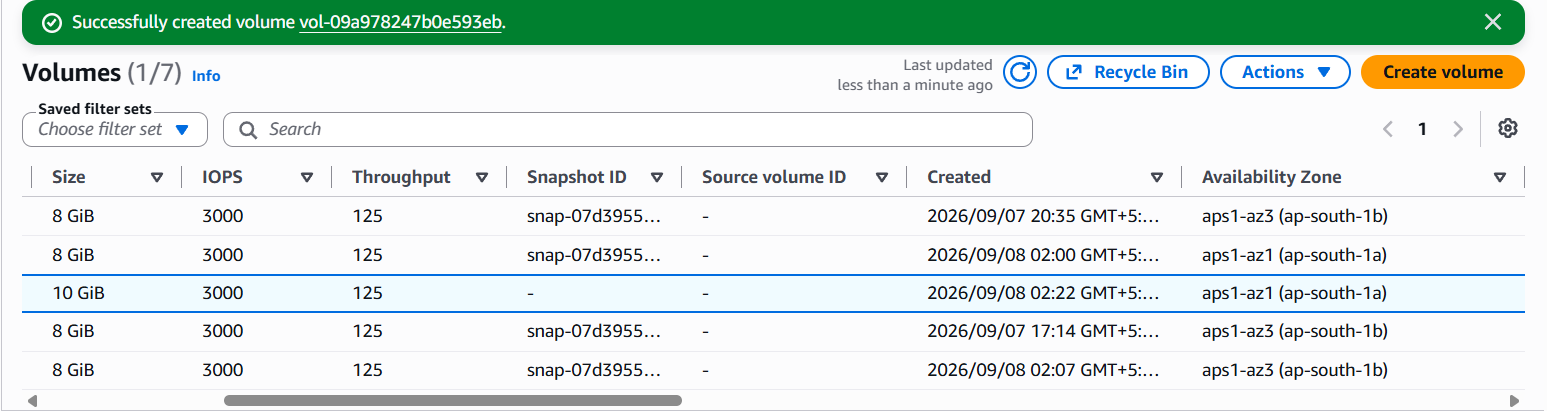 Successfully created volume vol-09a978247b0e593eb.
Volumes (1/7) Info
Last updated
less than a minute ago
Recycle Bin
Actions
Create volume
Saved filter sets
Choose filter set
Search
1
Size IOPS Throughput Snapshot ID Source volume ID Created Availability Zone
8 GiB 3000 125 snap-07d3955... - 2026/09/07 20:35 GMT+5:... aps1-az3 (ap-south-1b)
8 GiB 3000 125 snap-07d3955... - 2026/09/08 02:00 GMT+5:... aps1-az1 (ap-south-1a)
10 GiB 3000 125 - - 2026/09/08 02:22 GMT+5:... aps1-az1 (ap-south-1a)
8 GiB 3000 125 snap-07d3955... - 2026/09/07 17:14 GMT+5:... aps1-az3 (ap-south-1b)
8 GiB 3000 125 snap-07d3955... - 2026/09/08 02:07 GMT+5:... aps1-az3 (ap-south-1b)